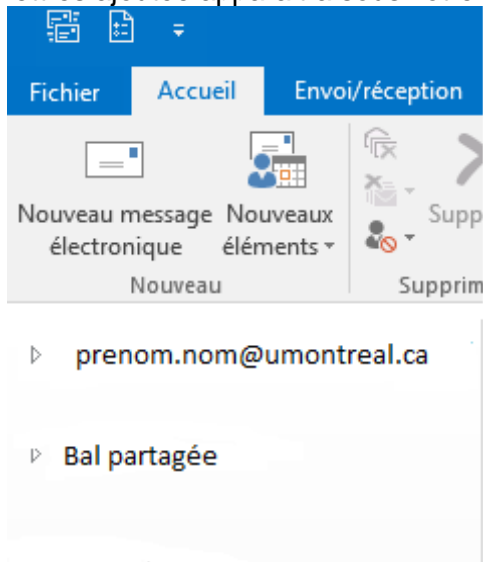 Fichier Accueil Envoi/réception
Nouveau message Nouveaux Supp
électronique éléments
Nouveau Supprim
prenom.nom@umontreal.ca
Bal partagée